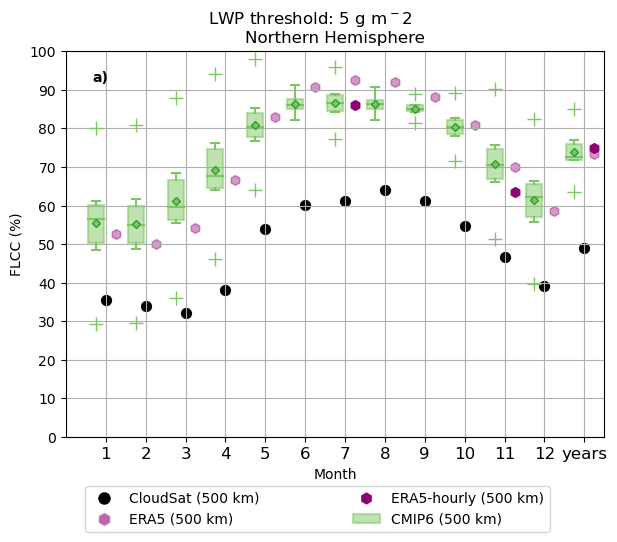 LWP threshold: 5 g m⁻²
Northern Hemisphere
a)
100
90
80
70
60
50
40
30
20
10
0
FLCC (%)
1 2 3 4 5 6 7 8 9 10 11 12 years
Month
CloudSat (500 km) ERA5-hourly (500 km)
ERA5 (500 km) CMIP6 (500 km)